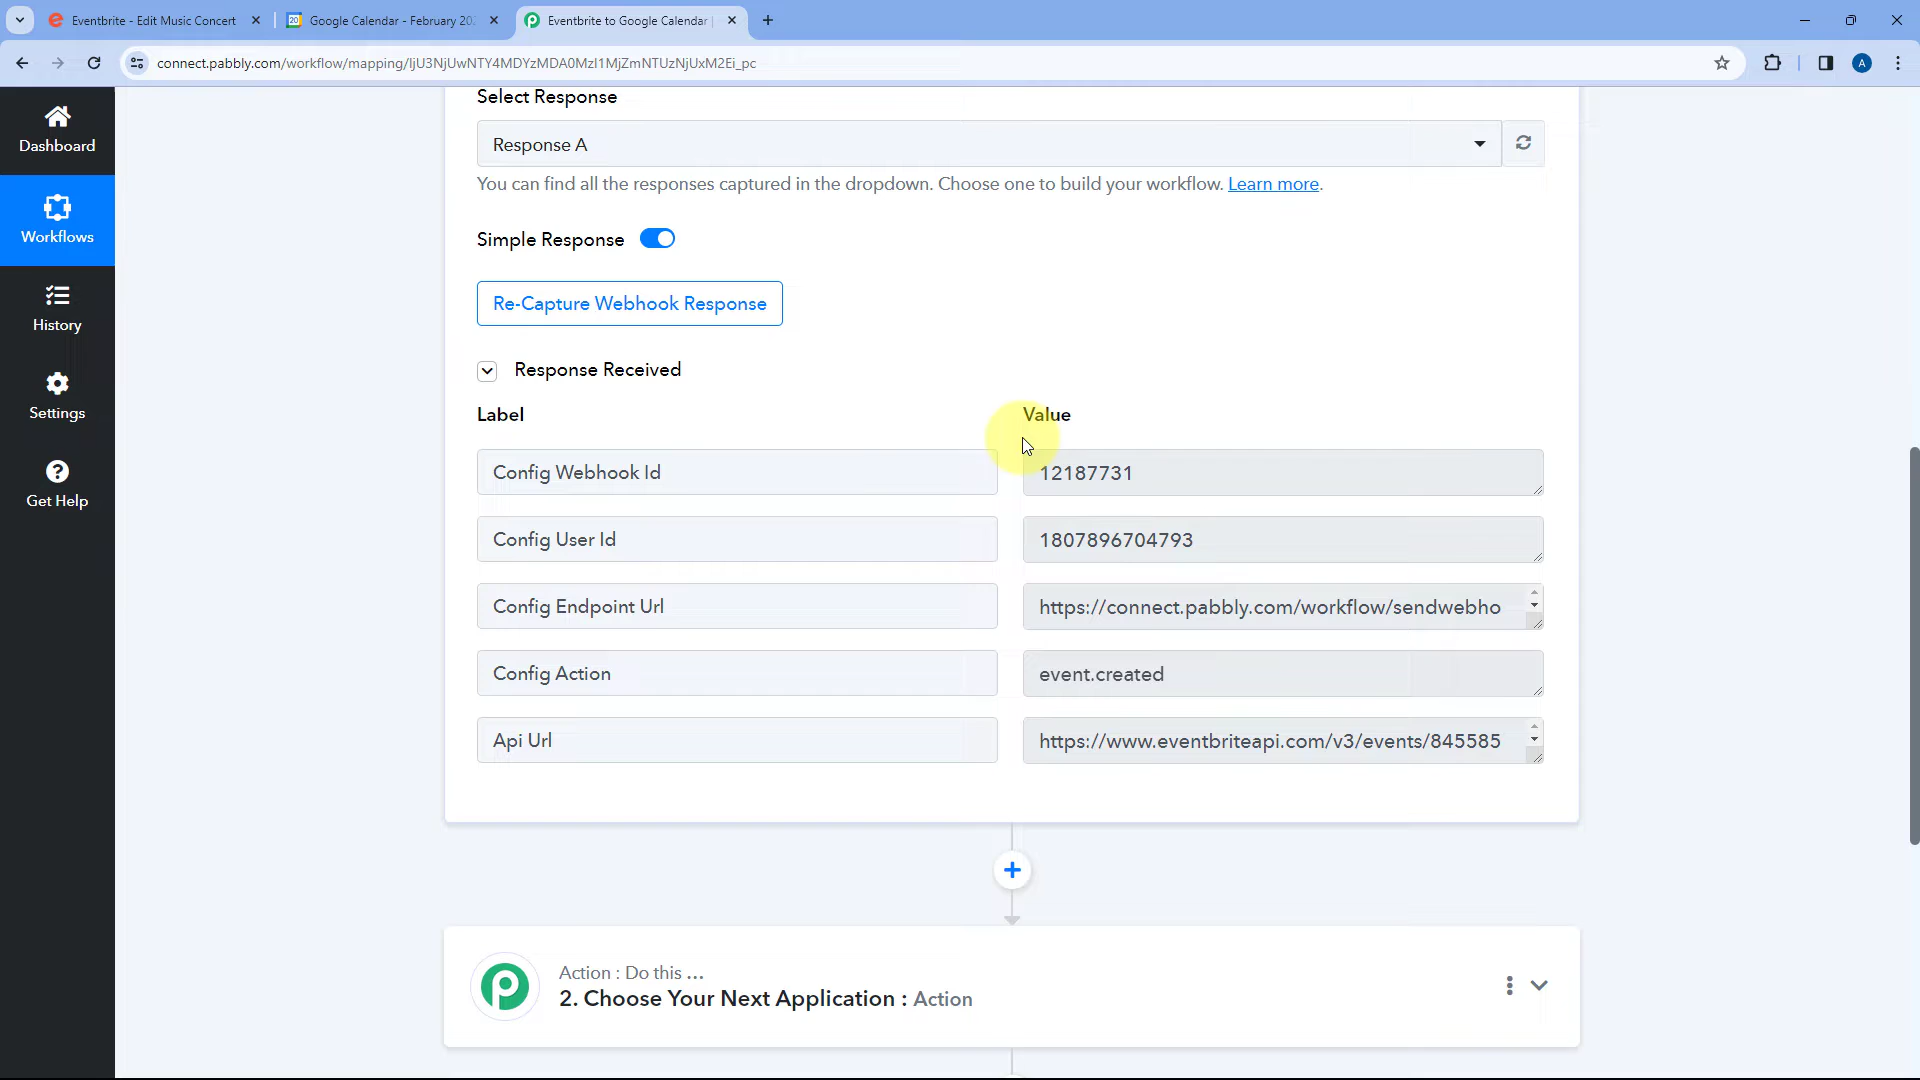 Eventbrite - Edit Music Concert
Google Calendar - February 20
Eventbrite to Google Calendar
connect.pabbly.com/workflow/mapping/IjU3NjUwNTY4MDYzMDA0MzI1MjZmNTUzNjUxM2Ei_pc
A
Dashboard
Workflows
History
Settings
Get Help
Select Response
Response A
You can find all the responses captured in the dropdown. Choose one to build your workflow. Learn more.
Simple Response
Re-Capture Webhook Response
Response Received
Label Value
Config Webhook Id 12187731
Config User Id 1807896704793
Config Endpoint Url https://connect.pabbly.com/workflow/sendwebho
Config Action event.created
Api Url https://www.eventbriteapi.com/v3/events/845585
Action : Do this ...
2. Choose Your Next Application : Action